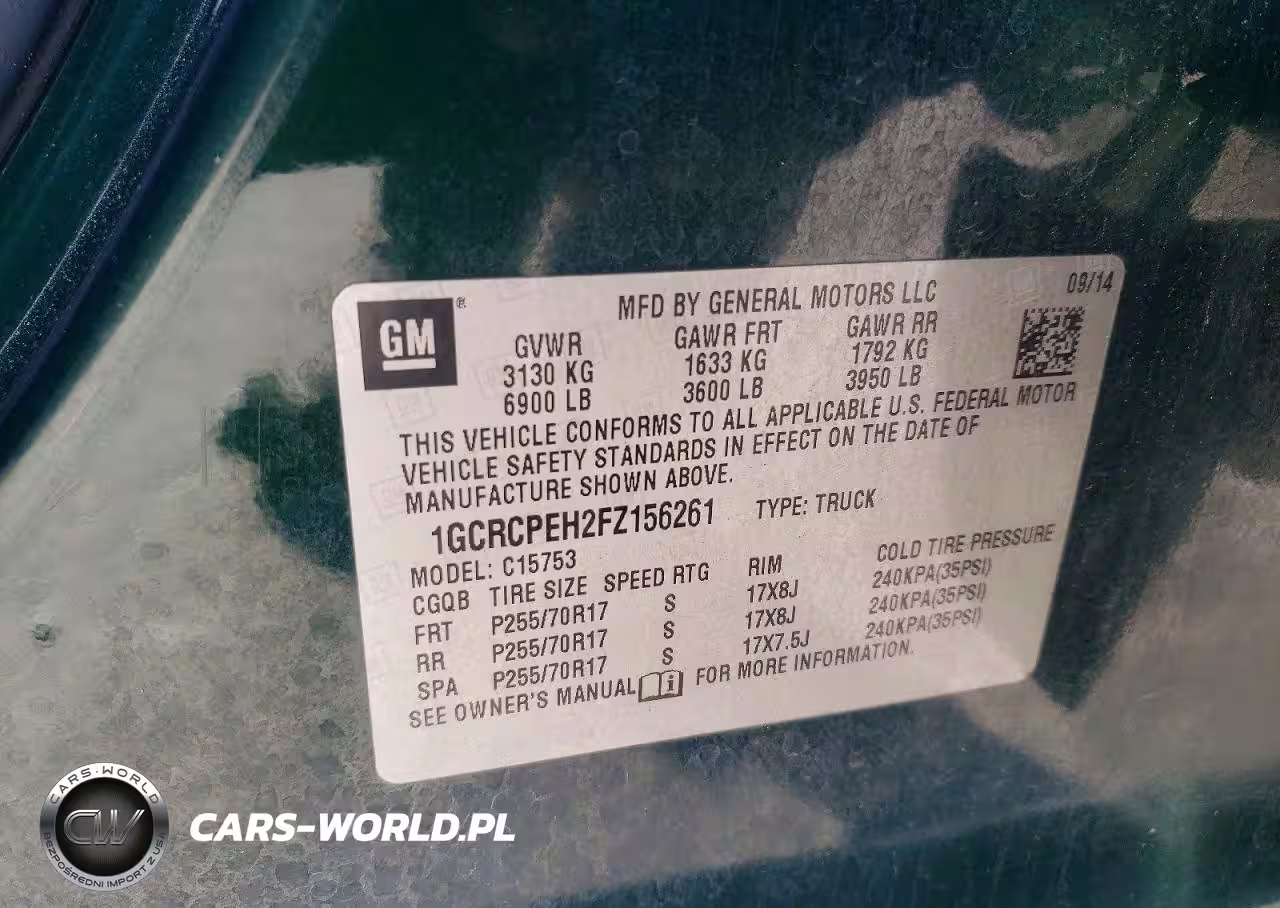 GM ®
MFD BY GENERAL MOTORS LLC 09/14
GVWR GAWR FRT GAWR RR
3130 KG 1633 KG 1792 KG
6900 LB 3600 LB 3950 LB
THIS VEHICLE CONFORMS TO ALL APPLICABLE U.S. FEDERAL MOTOR
VEHICLE SAFETY STANDARDS IN EFFECT ON THE DATE OF
MANUFACTURE SHOWN ABOVE.
1GCRCPEH2FZ156261 TYPE: TRUCK
MODEL: C15753
CGQB TIRE SIZE SPEED RTG RIM COLD TIRE PRESSURE
FRT P255/70R17 S 17X8J 240KPA(35PSI)
RR P255/70R17 S 17X8J 240KPA(35PSI)
SPA P255/70R17 S 17X7.5J 240KPA(35PSI)
SEE OWNER'S MANUAL FOR MORE INFORMATION.
CARS-WORLD
CW
BEZPOŚREDNI IMPORT Z USA
CARS-WORLD.PL